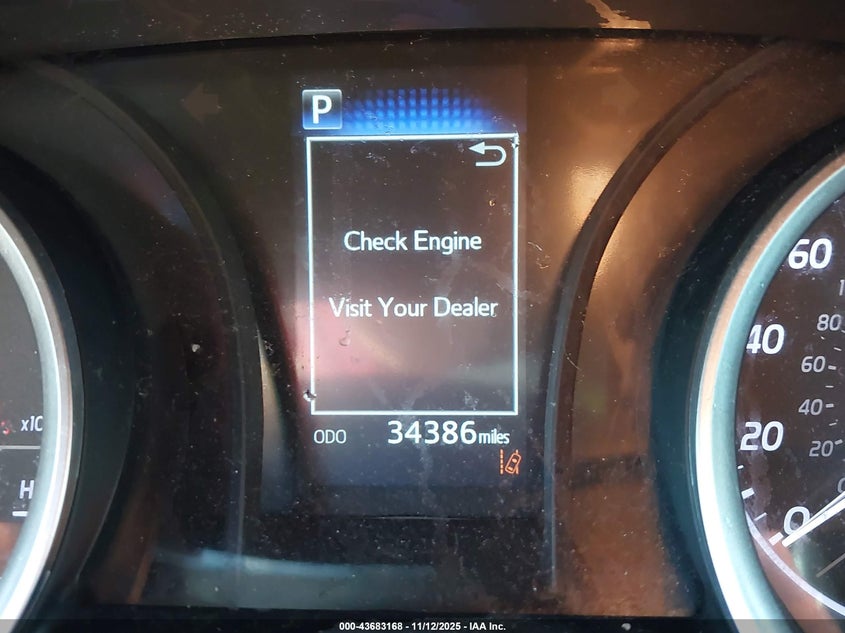 P
Check Engine
Visit Your Dealer
ODO 34386 miles
x10
H
60
40
20
0
80
60
40
20
000-43683168 - 11/12/2025 - IAA Inc.